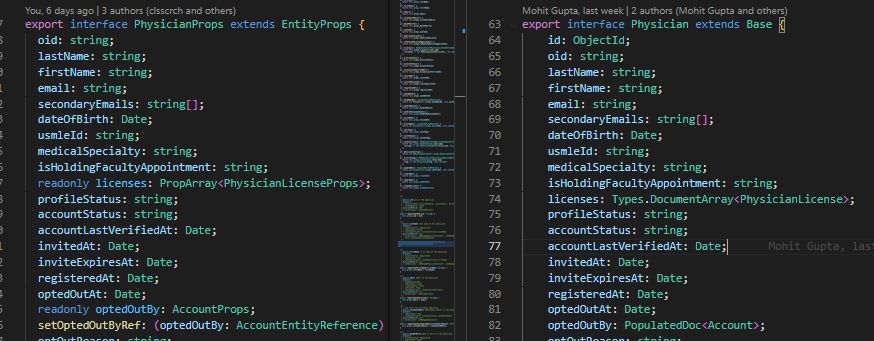 You, 6 days ago | 3 authors (clsscrch and others)
export interface PhysicianProps extends EntityProps {
oid: string;
lastName: string;
firstName: string;
email: string;
secondaryEmails: string[];
dateOfBirth: Date;
usmleId: string;
medicalSpecialty: string;
isHoldingFacultyAppointment: string;
readonly licenses: PropArray<PhysicianLicenseProps>;
profileStatus: string;
accountStatus: string;
accountLastVerifiedAt: Date;
invitedAt: Date;
inviteExpiresAt: Date;
registeredAt: Date;
optedOutAt: Date;
readonly optedOutBy: AccountProps;
setOptedOutByRef: (optedOutBy: AccountEntityReference)
optOutReason: string;
Mohit Gupta, last week | 2 authors (Mohit Gupta and others)
63 export interface Physician extends Base {
64 id: ObjectId;
65 oid: string;
66 lastName: string;
67 firstName: string;
68 email: string;
69 secondaryEmails: string[];
70 dateOfBirth: Date;
71 usmleId: string;
72 medicalSpecialty: string;
73 isHoldingFacultyAppointment: string;
74 licenses: Types.DocumentArray<PhysicianLicense>;
75 profileStatus: string;
76 accountStatus: string;
77 accountLastVerifiedAt: Date; Mohit Gupta, last
78 invitedAt: Date;
79 inviteExpiresAt: Date;
80 registeredAt: Date;
81 optedOutAt: Date;
82 optedOutBy: PopulatedDoc<Account>;
optOutReason: string;